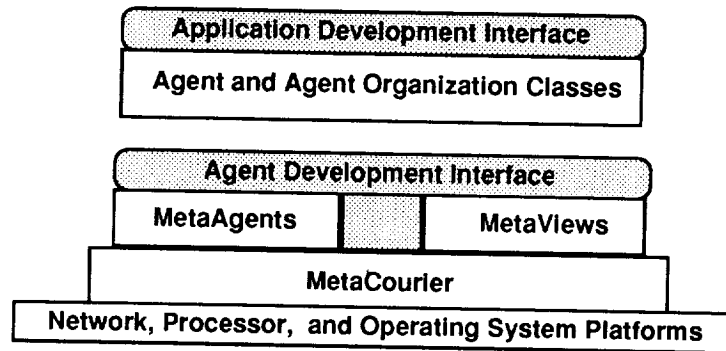 Application Development Interface
Agent and Agent Organization Classes
Agent Development Interface
MetaAgents
MetaViews
MetaCourier
Network, Processor, and Operating System Platforms